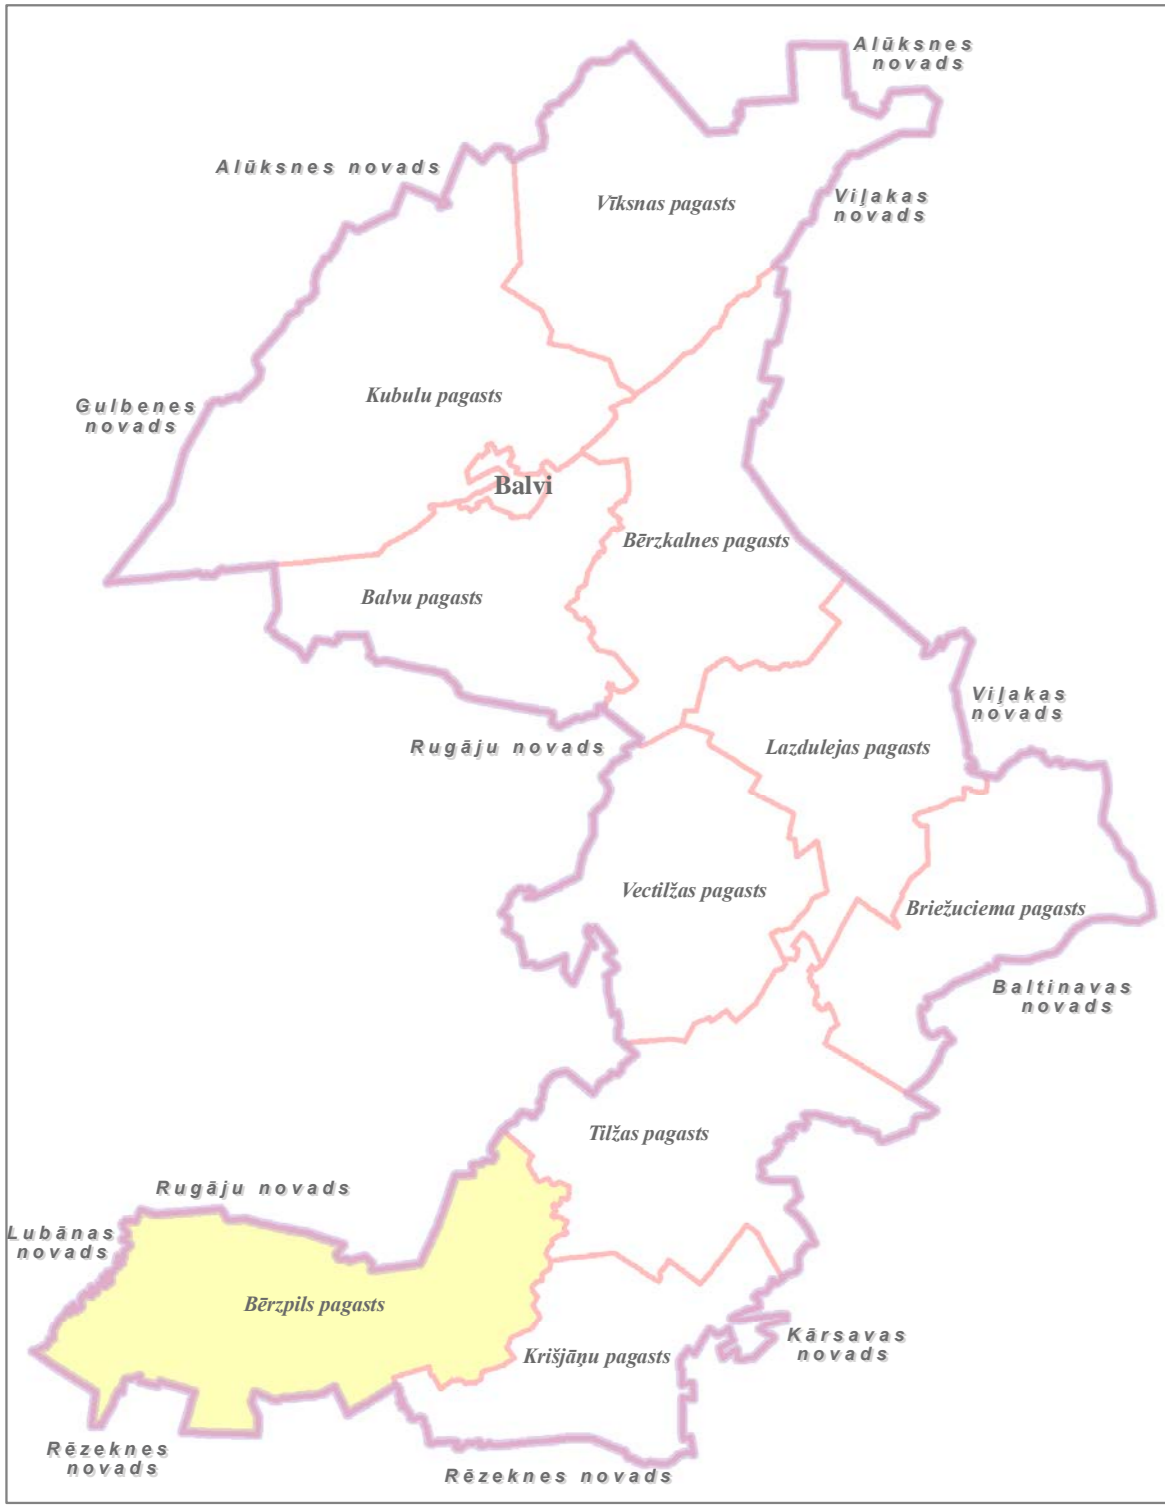 Alūksnes
novads
Alūksnes novads
Vīksnas pagasts
Viļakas
novads
Kubulu pagasts
Gulbenes
novads
Balvi
Bērzkalnes pagasts
Balvu pagasts
Viļakas
novads
Rugāju novads
Lazdulejas pagasts
Vectilžas pagasts
Briežuciema pagasts
Baltinavas
novads
Tilžas pagasts
Rugāju novads
Lubānas
novads
Bērzpils pagasts
Kārsavas
novads
Krišjāņu pagasts
Rēzeknes
novads
Rēzeknes novads